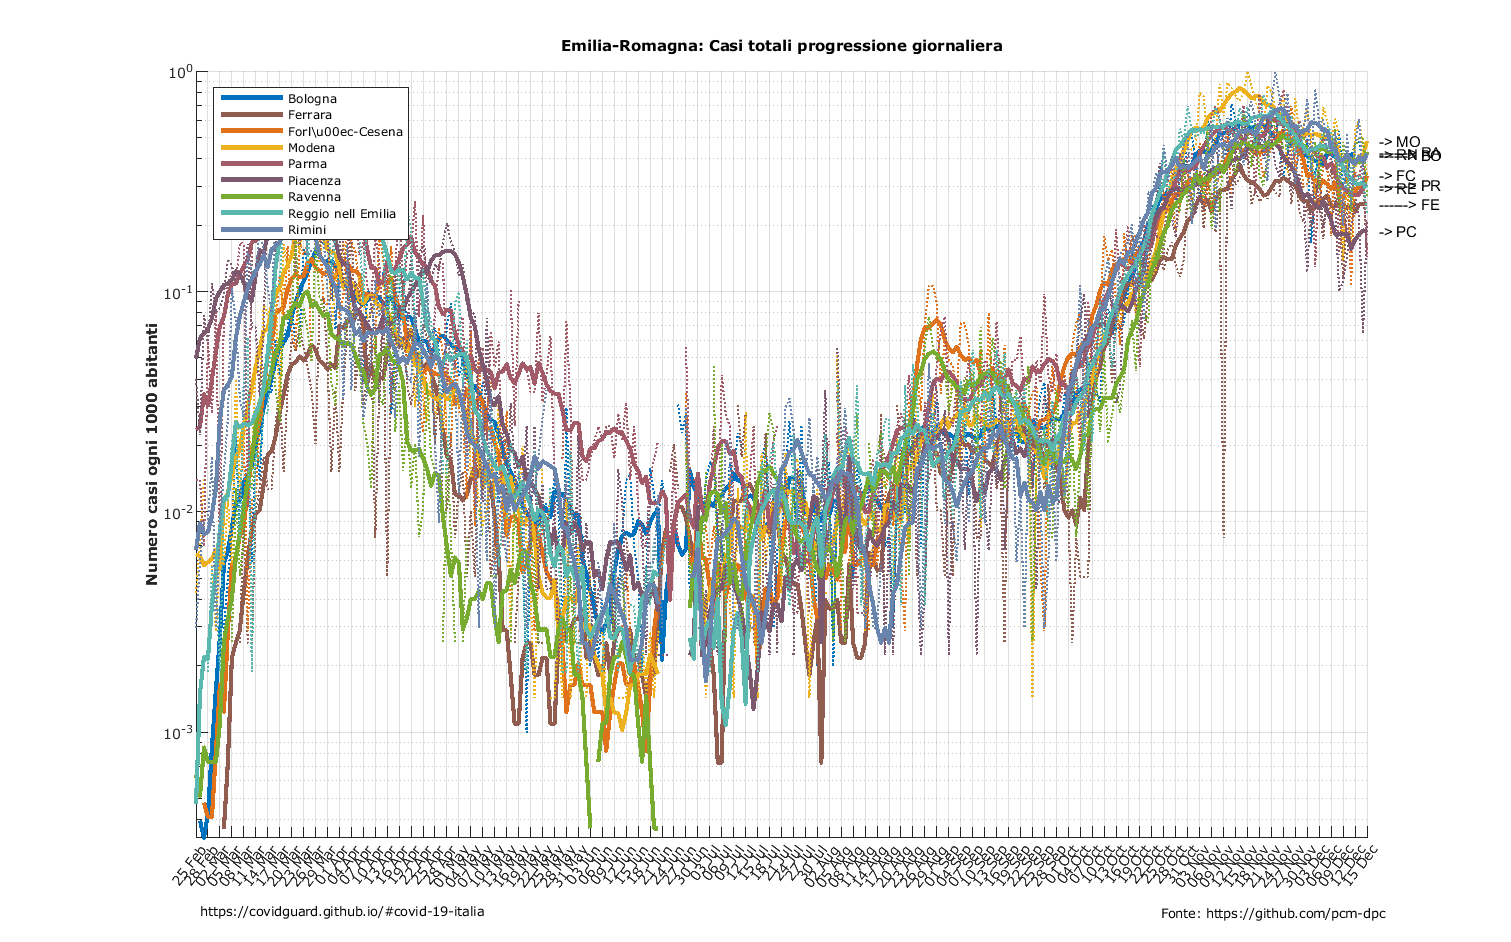 Emilia-Romagna: Casi totali progressione giornaliera
Numero casi ogni 1000 abitanti
10^0
10^-1
10^-2
10^-3
Bologna
Ferrara
Forl\u00ec-Cesena
Modena
Parma
Piacenza
Ravenna
Reggio nell Emilia
Rimini
-> MO
-> FC
-> PR
-> RE
------> FE
-> PC
25 Feb
28 Feb
02 Mar
05 Mar
08 Mar
11 Mar
14 Mar
17 Mar
20 Mar
23 Mar
26 Mar
29 Mar
01 Apr
04 Apr
07 Apr
10 Apr
13 Apr
16 Apr
19 Apr
22 Apr
25 Apr
28 Apr
01 May
04 May
07 May
10 May
13 May
16 May
19 May
22 May
25 May
28 May
31 May
03 Jun
06 Jun
09 Jun
12 Jun
15 Jun
18 Jun
21 Jun
24 Jun
27 Jun
30 Jun
03 Jul
06 Jul
09 Jul
12 Jul
15 Jul
18 Jul
21 Jul
24 Jul
27 Jul
30 Jul
02 Aug
05 Aug
08 Aug
11 Aug
14 Aug
17 Aug
20 Aug
23 Aug
26 Aug
29 Aug
01 Sep
04 Sep
07 Sep
10 Sep
13 Sep
16 Sep
19 Sep
22 Sep
25 Sep
28 Sep
01 Oct
04 Oct
07 Oct
10 Oct
13 Oct
16 Oct
19 Oct
22 Oct
25 Oct
28 Oct
31 Oct
03 Nov
06 Nov
09 Nov
12 Nov
15 Nov
18 Nov
21 Nov
24 Nov
27 Nov
30 Nov
03 Dec
06 Dec
09 Dec
12 Dec
15 Dec
https://covidguard.github.io/#covid-19-italia
Fonte: https://github.com/pcm-dpc